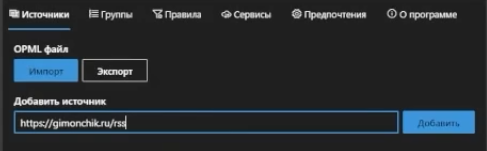 Источники Группы Правила Сервисы Предпочтения О программе
OPML файл
Импорт Экспорт
Добавить источник
https://gimonchik.ru/rss Добавить